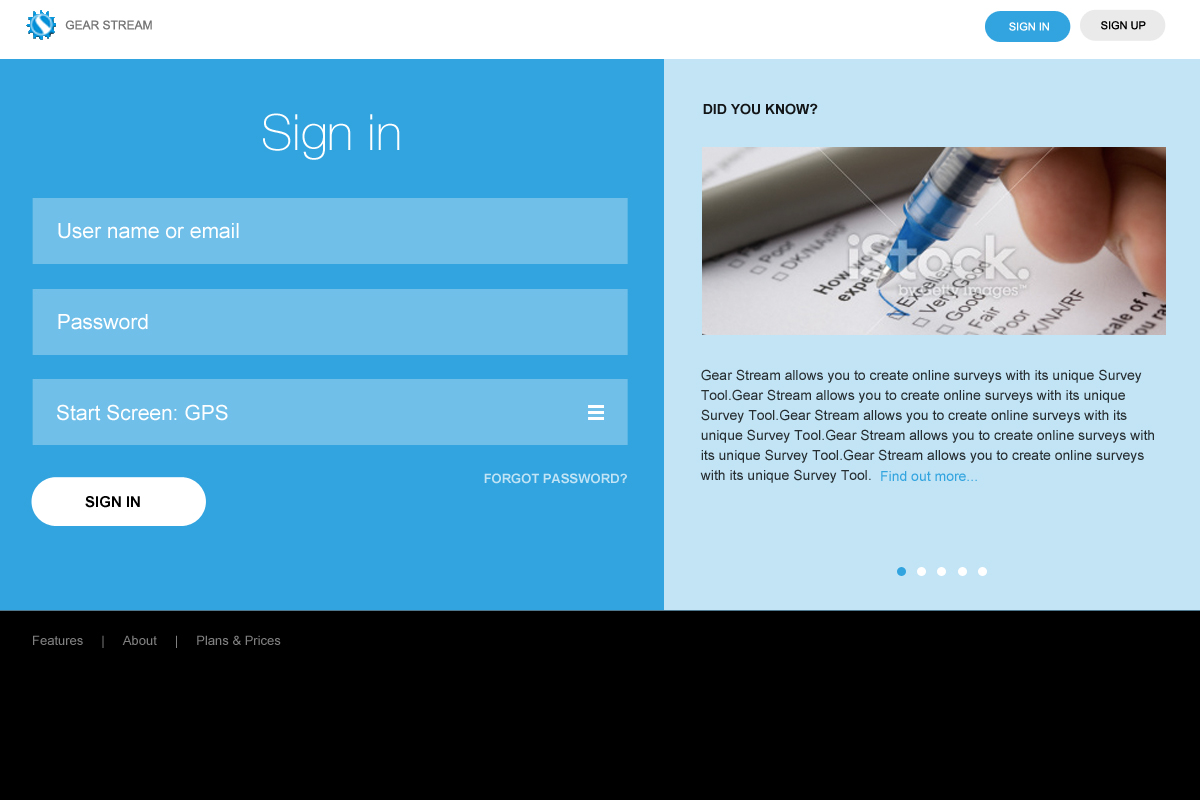 GEAR STREAM
SIGN IN
SIGN UP
Sign in
User name or email
Password
Start Screen: GPS
SIGN IN
FORGOT PASSWORD?
DID YOU KNOW?
Poor
DK/NA/RF
How would
experi
Excellent
Very Good
Good
Fair
Poor
DK/NA/RF
scale of 1
you rat
iStock.
by Getty Images™
Gear Stream allows you to create online surveys with its unique Survey
Tool.Gear Stream allows you to create online surveys with its unique
Survey Tool.Gear Stream allows you to create online surveys with its
unique Survey Tool.Gear Stream allows you to create online surveys with
its unique Survey Tool.Gear Stream allows you to create online surveys
with its unique Survey Tool. Find out more...
Features | About | Plans & Prices